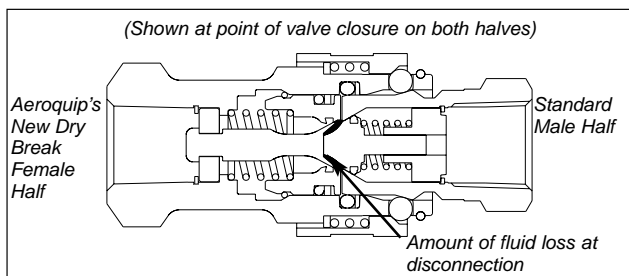 (Shown at point of valve closure on both halves)
Aeroquip's
New Dry
Break
Female
Half
Standard
Male Half
Amount of fluid loss at
disconnection